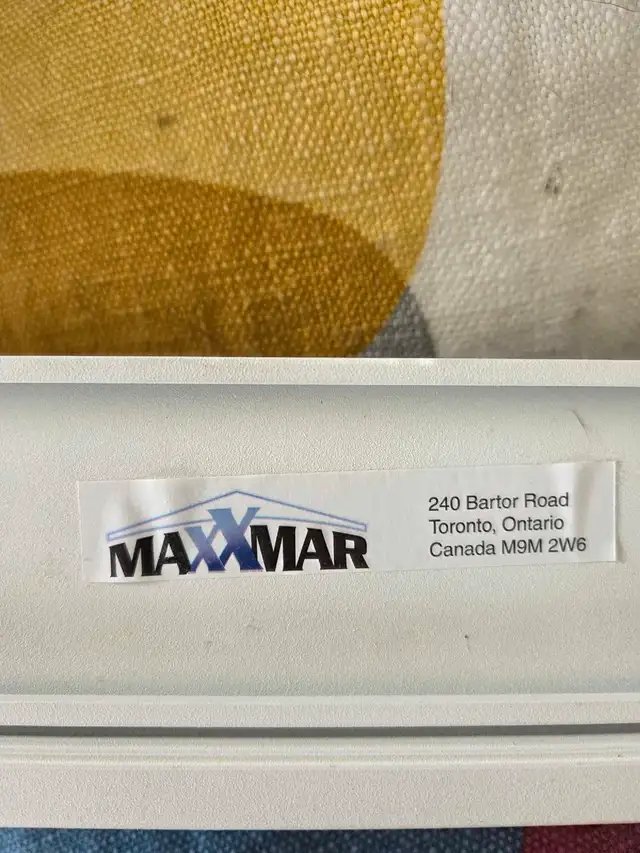 MAXXMAR
240 Bartor Road
Toronto, Ontario
Canada M9M 2W6